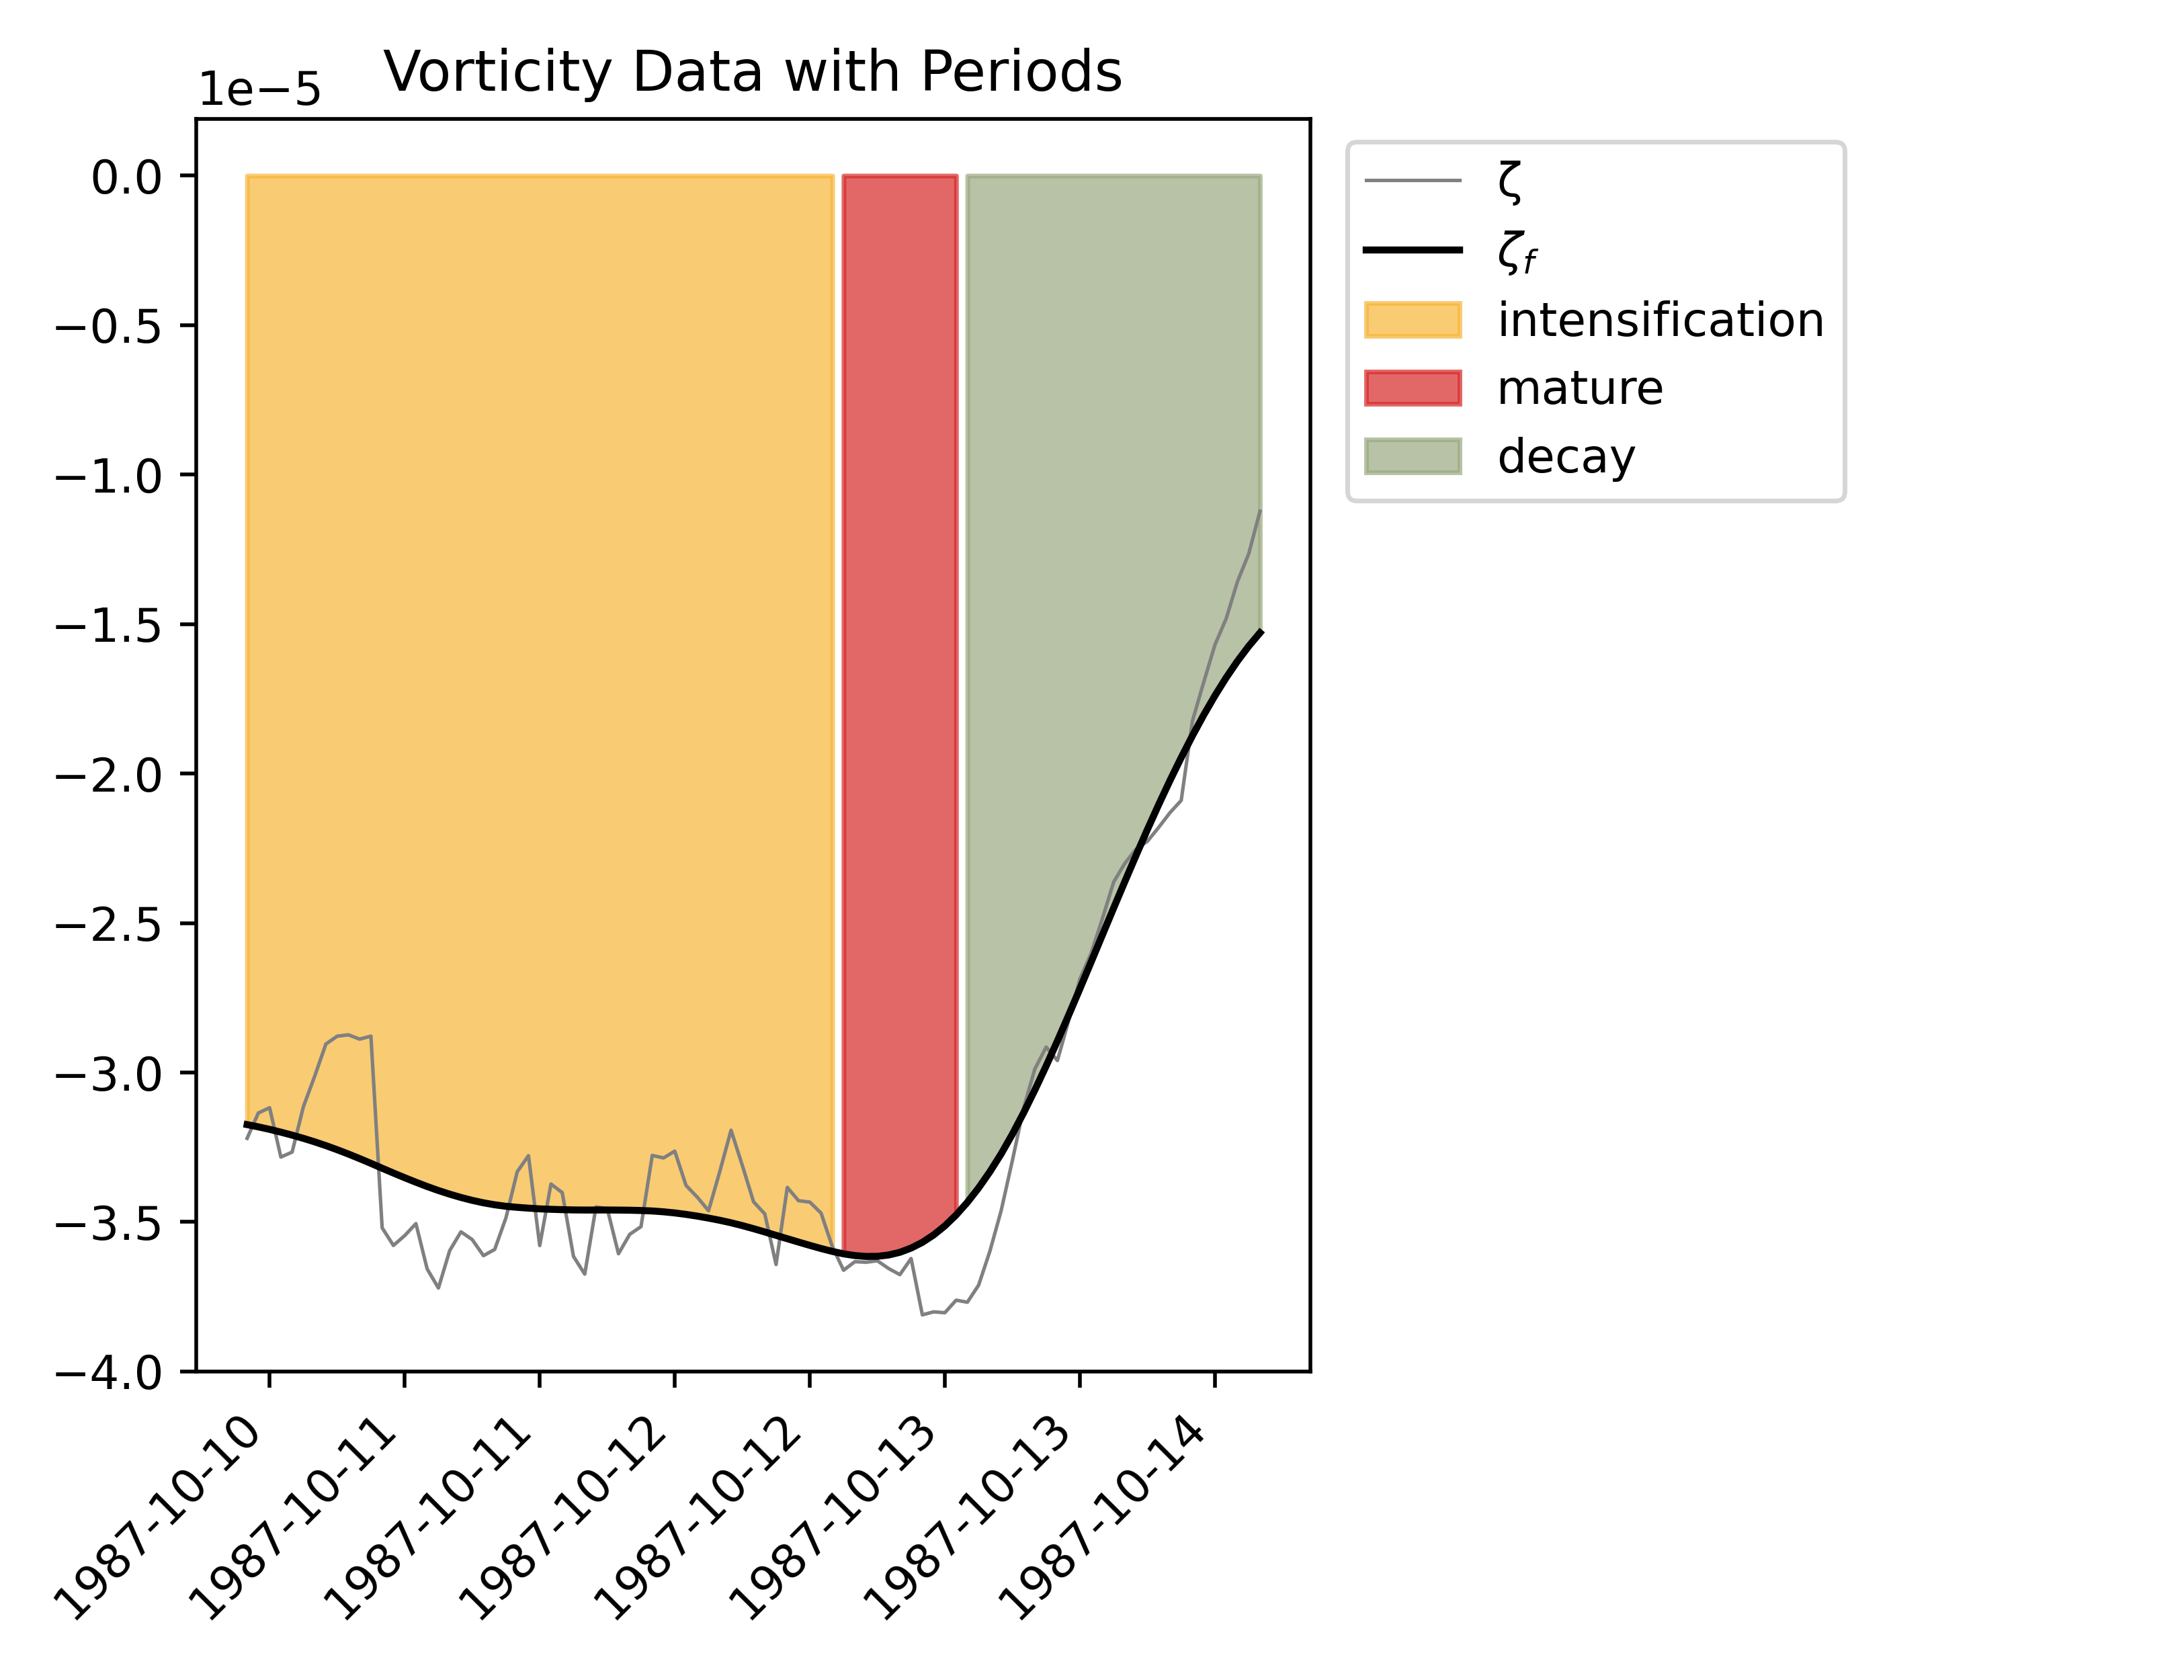 Vorticity Data with Periods
1e−5
0.0
−0.5
−1.0
−1.5
−2.0
−2.5
−3.0
−3.5
−4.0
1987-10-10
1987-10-11
1987-10-11
1987-10-12
1987-10-12
1987-10-13
1987-10-13
1987-10-14
ζ
ζf
intensification
mature
decay